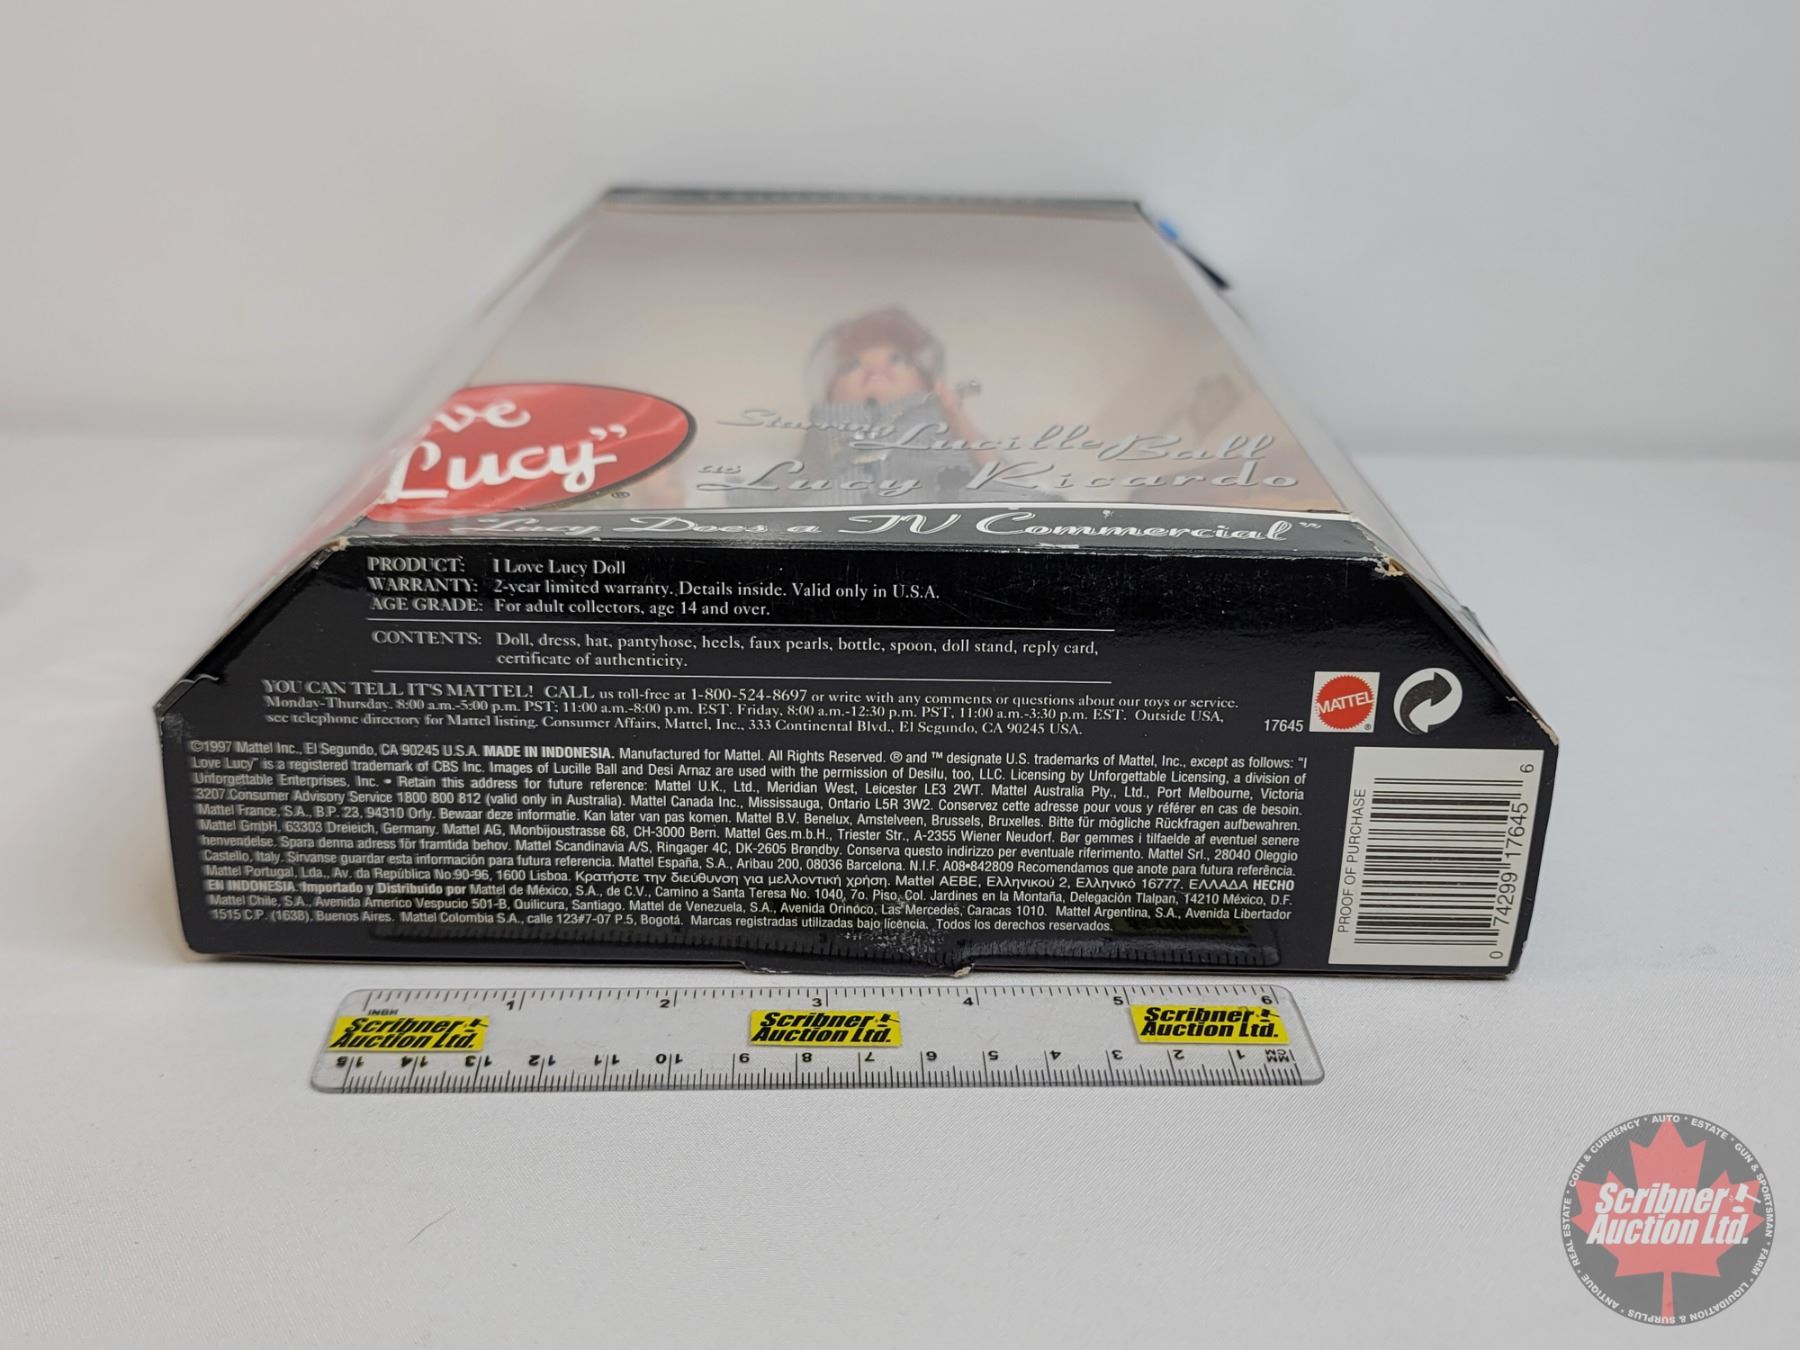 ove
Lucy” ®
Starring Lucille Ball
as Lucy Ricardo
“Lucy Does a TV Commercial”
PRODUCT: I Love Lucy Doll
WARRANTY: 2-year limited warranty. Details inside. Valid only in U.S.A.
AGE GRADE: For adult collectors, age 14 and over.
CONTENTS: Doll, dress, hat, pantyhose, heels, faux pearls, bottle, spoon, doll stand, reply card,
certificate of authenticity.
YOU CAN TELL IT'S MATTEL! CALL us toll-free at 1-800-524-8697 or write with any comments or questions about our toys or service.
Monday-Thursday, 8:00 a.m.-5:00 p.m. PST; 11:00 a.m.-8:00 p.m. EST. Friday, 8:00 a.m.-12:30 p.m. PST, 11:00 a.m.-3:30 p.m. EST. Outside USA,
see telephone directory for Mattel listing. Consumer Affairs, Mattel, Inc., 333 Continental Blvd., El Segundo, CA 90245 USA.
17645
MATTEL ®
©1997 Mattel Inc., El Segundo, CA 90245 U.S.A. MADE IN INDONESIA. Manufactured for Mattel. All Rights Reserved. ® and ™ designate U.S. trademarks of Mattel, Inc., except as follows: "I
Love Lucy" is a registered trademark of CBS Inc. Images of Lucille Ball and Desi Arnaz are used with the permission of Desilu, too, LLC. Licensing by Unforgettable Licensing, a division of
Unforgettable Enterprises, Inc. • Retain this address for future reference: Mattel U.K., Ltd., Meridian West, Leicester LE3 2WT. Mattel Australia Pty., Ltd., Port Melbourne, Victoria
3207.Consumer Advisory Service 1800 800 812 (valid only in Australia). Mattel Canada Inc., Mississauga, Ontario L5R 3W2. Conservez cette adresse pour vous y référer en cas de besoin.
Mattel France, S.A., B.P. 23, 94310 Orly. Bewaar deze informatie. Kan later van pas komen. Mattel B.V. Benelux, Amstelveen, Brussels, Bruxelles. Bitte für mögliche Rückfragen aufbewahren.
Mattel GmbH, 63303 Dreieich, Germany. Mattel AG, Monbijoustrasse 68, CH-3000 Bern. Mattel Ges.m.b.H., Triester Str., A-2355 Wiener Neudorf. Bør gemmes i tilfaelde af eventuel senere
henvendelse. Spara denna adress för framtida behov. Mattel Scandinavia A/S, Ringager 4C, DK-2605 Brøndby. Conserva questo indirizzo per eventuale riferimento. Mattel Srl., 28040 Oleggio
Castello, Italy. Sirvanse guardar esta información para futura referencia. Mattel España, S.A., Aribau 200, 08036 Barcelona. N.I.F. A08•842809 Recomendamos que anote para futura referência.
Mattel Portugal, Lda., Av. da República No.90-96, 1600 Lisboa. Κρατήστε την διεύθυνση για μελλοντική χρήση. Mattel AEBE, Ελληνικού 2, Ελληνικό 16777, ΕΛΛΑΔΑ HECHO
EN INDONESIA. Importado y Distribuido por Mattel de México, S.A., de C.V., Camino a Santa Teresa No. 1040, 7o. Piso, Col. Jardines en la Montaña, Delegación Tlalpan, 14210 México, D.F.
Mattel Chile, S.A., Avenida Americo Vespucio 501-B, Quilicura, Santiago. Mattel de Venezuela, S.A., Avenida Orinoco, Las Mercedes, Caracas 1010. Mattel Argentina, S.A., Avenida Libertador
1515 C.P. (1638), Buenos Aires. Mattel Colombia S.A., calle 123#7-07 P.5, Bogotá. Marcas registradas utilizadas bajo licencia. Todos los derechos reservados.
PROOF OF PURCHASE
0 74299 17645 6
1 2 3 4 5 6
INCH
Scribner Auction Ltd.
Scribner Auction Ltd.
Scribner Auction Ltd.
15 14 13 12 11 10 9 8 7 6 5 4 3 2 1 MM CM
Scribner
Auction Ltd.
COIN & CURRENCY • AUTO • ESTATE • GUN & SPORTSMAN • FARM • LIQUIDATION & SURPLUS • ANTIQUE • REAL ESTATE